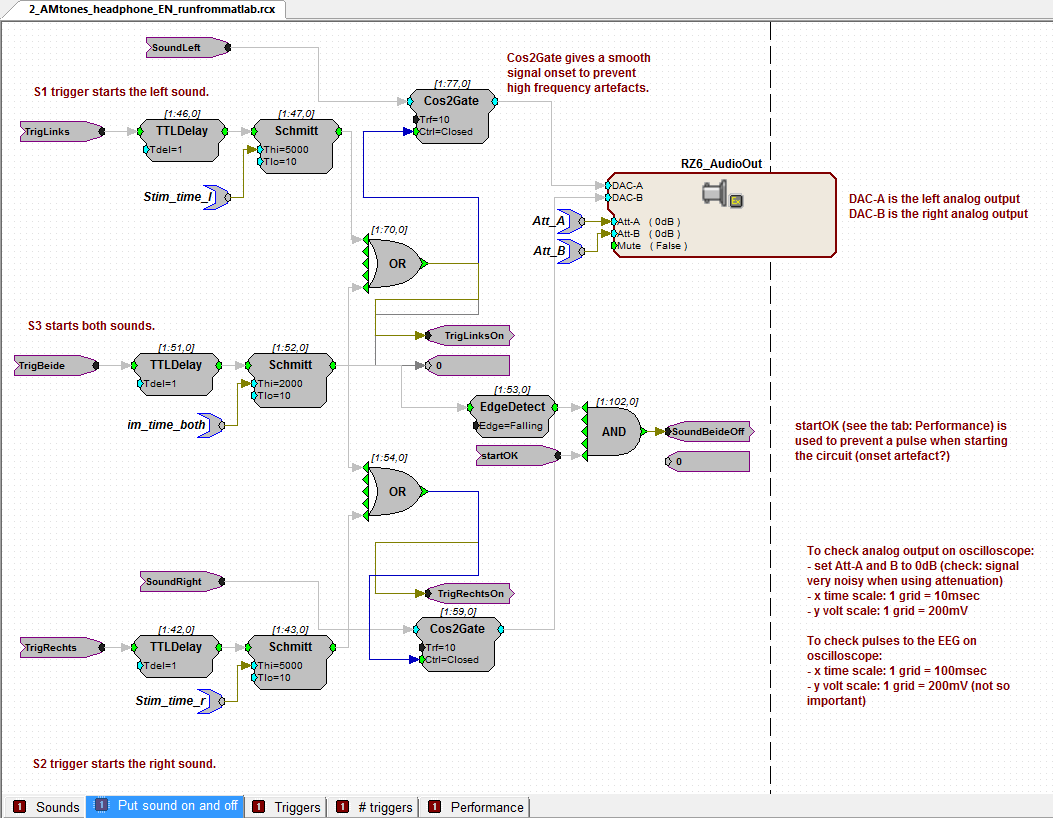 2_AMtones_headphone_EN_runfrommatlab.rcx
SoundLeft
Cos2Gate gives a smooth
signal onset to prevent
high frequency artefacts.
S1 trigger starts the left sound.
[1:77,0]
Cos2Gate
Trf=10
Ctrl=Closed
TrigLinks
[1:46,0]
TTLDelay
Tdel=1
[1:47,0]
Schmitt
Thi=5000
Tlo=10
Stim_time_l
RZ6_AudioOut
DAC-A
DAC-B
Att-A ( 0dB )
Att-B ( 0dB )
Mute ( False )
Att_A
Att_B
DAC-A is the left analog output
DAC-B is the right analog output
[1:70,0]
OR
S3 starts both sounds.
TrigLinksOn
0
TrigBeide
[1:51,0]
TTLDelay
Tdel=1
[1:52,0]
Schmitt
Thi=2000
Tlo=10
im_time_both
[1:53,0]
EdgeDetect
Edge=Falling
startOK
[1:102,0]
AND
SoundBeideOff
0
startOK (see the tab: Performance) is
used to prevent a pulse when starting
the circuit (onset artefact?)
[1:54,0]
OR
SoundRight
TrigRechtsOn
[1:59,0]
Cos2Gate
Trf=10
Ctrl=Closed
TrigRechts
[1:42,0]
TTLDelay
Tdel=1
[1:43,0]
Schmitt
Thi=5000
Tlo=10
Stim_time_r
To check analog output on oscilloscope:
- set Att-A and B to 0dB (check: signal
very noisy when using attenuation)
- x time scale: 1 grid = 10msec
- y volt scale: 1 grid = 200mV
To check pulses to the EEG on
oscilloscope:
- x time scale: 1 grid = 100msec
- y volt scale: 1 grid = 200mV (not so
important)
S2 trigger starts the right sound.
1 Sounds
1 Put sound on and off
1 Triggers
1 # triggers
1 Performance